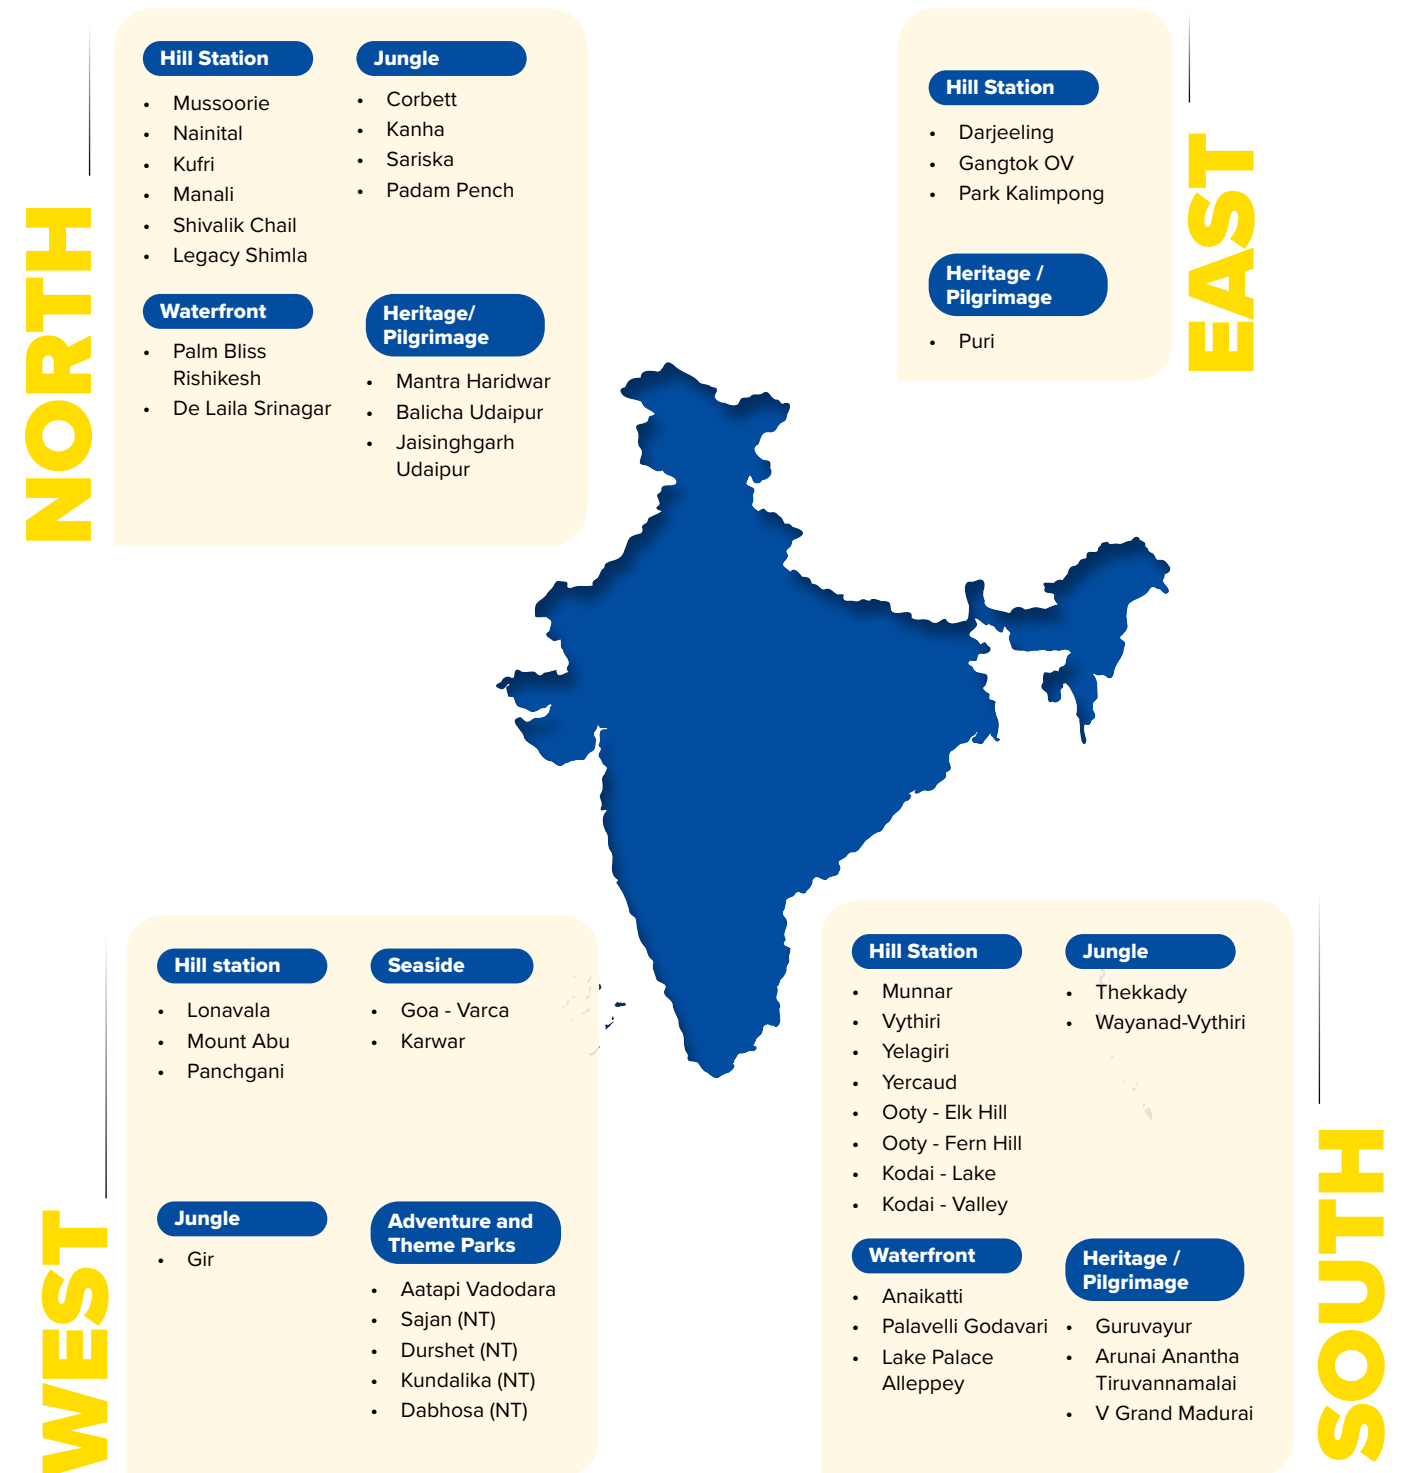 NORTH
Hill Station
• Mussoorie
• Nainital
• Kufri
• Manali
• Shivalik Chail
• Legacy Shimla
Jungle
• Corbett
• Kanha
• Sariska
• Padam Pench
Waterfront
• Palm Bliss
Rishikesh
• De Laila Srinagar
Heritage/
Pilgrimage
• Mantra Haridwar
• Balicha Udaipur
• Jaisinghgarh
Udaipur
EAST
Hill Station
• Darjeeling
• Gangtok OV
• Park Kalimpong
Heritage /
Pilgrimage
• Puri
WEST
Hill station
• Lonavala
• Mount Abu
• Panchgani
Seaside
• Goa - Varca
• Karwar
Jungle
• Gir
Adventure and
Theme Parks
• Aatapi Vadodara
• Sajan (NT)
• Durshet (NT)
• Kundalika (NT)
• Dabhosa (NT)
SOUTH
Hill Station
• Munnar
• Vythiri
• Yelagiri
• Yercaud
• Ooty - Elk Hill
• Ooty - Fern Hill
• Kodai - Lake
• Kodai - Valley
Jungle
• Thekkady
• Wayanad-Vythiri
Waterfront
• Anaikatti
• Palavelli Godavari
• Lake Palace
Alleppey
Heritage /
Pilgrimage
• Guruvayur
• Arunai Anantha
Tiruvannamalai
• V Grand Madurai